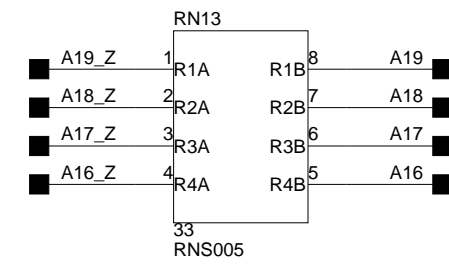 RN13
A19_Z 1 R1A R1B 8 A19
A18_Z 2 R2A R2B 7 A18
A17_Z 3 R3A R3B 6 A17
A16_Z 4 R4A R4B 5 A16
33
RNS005